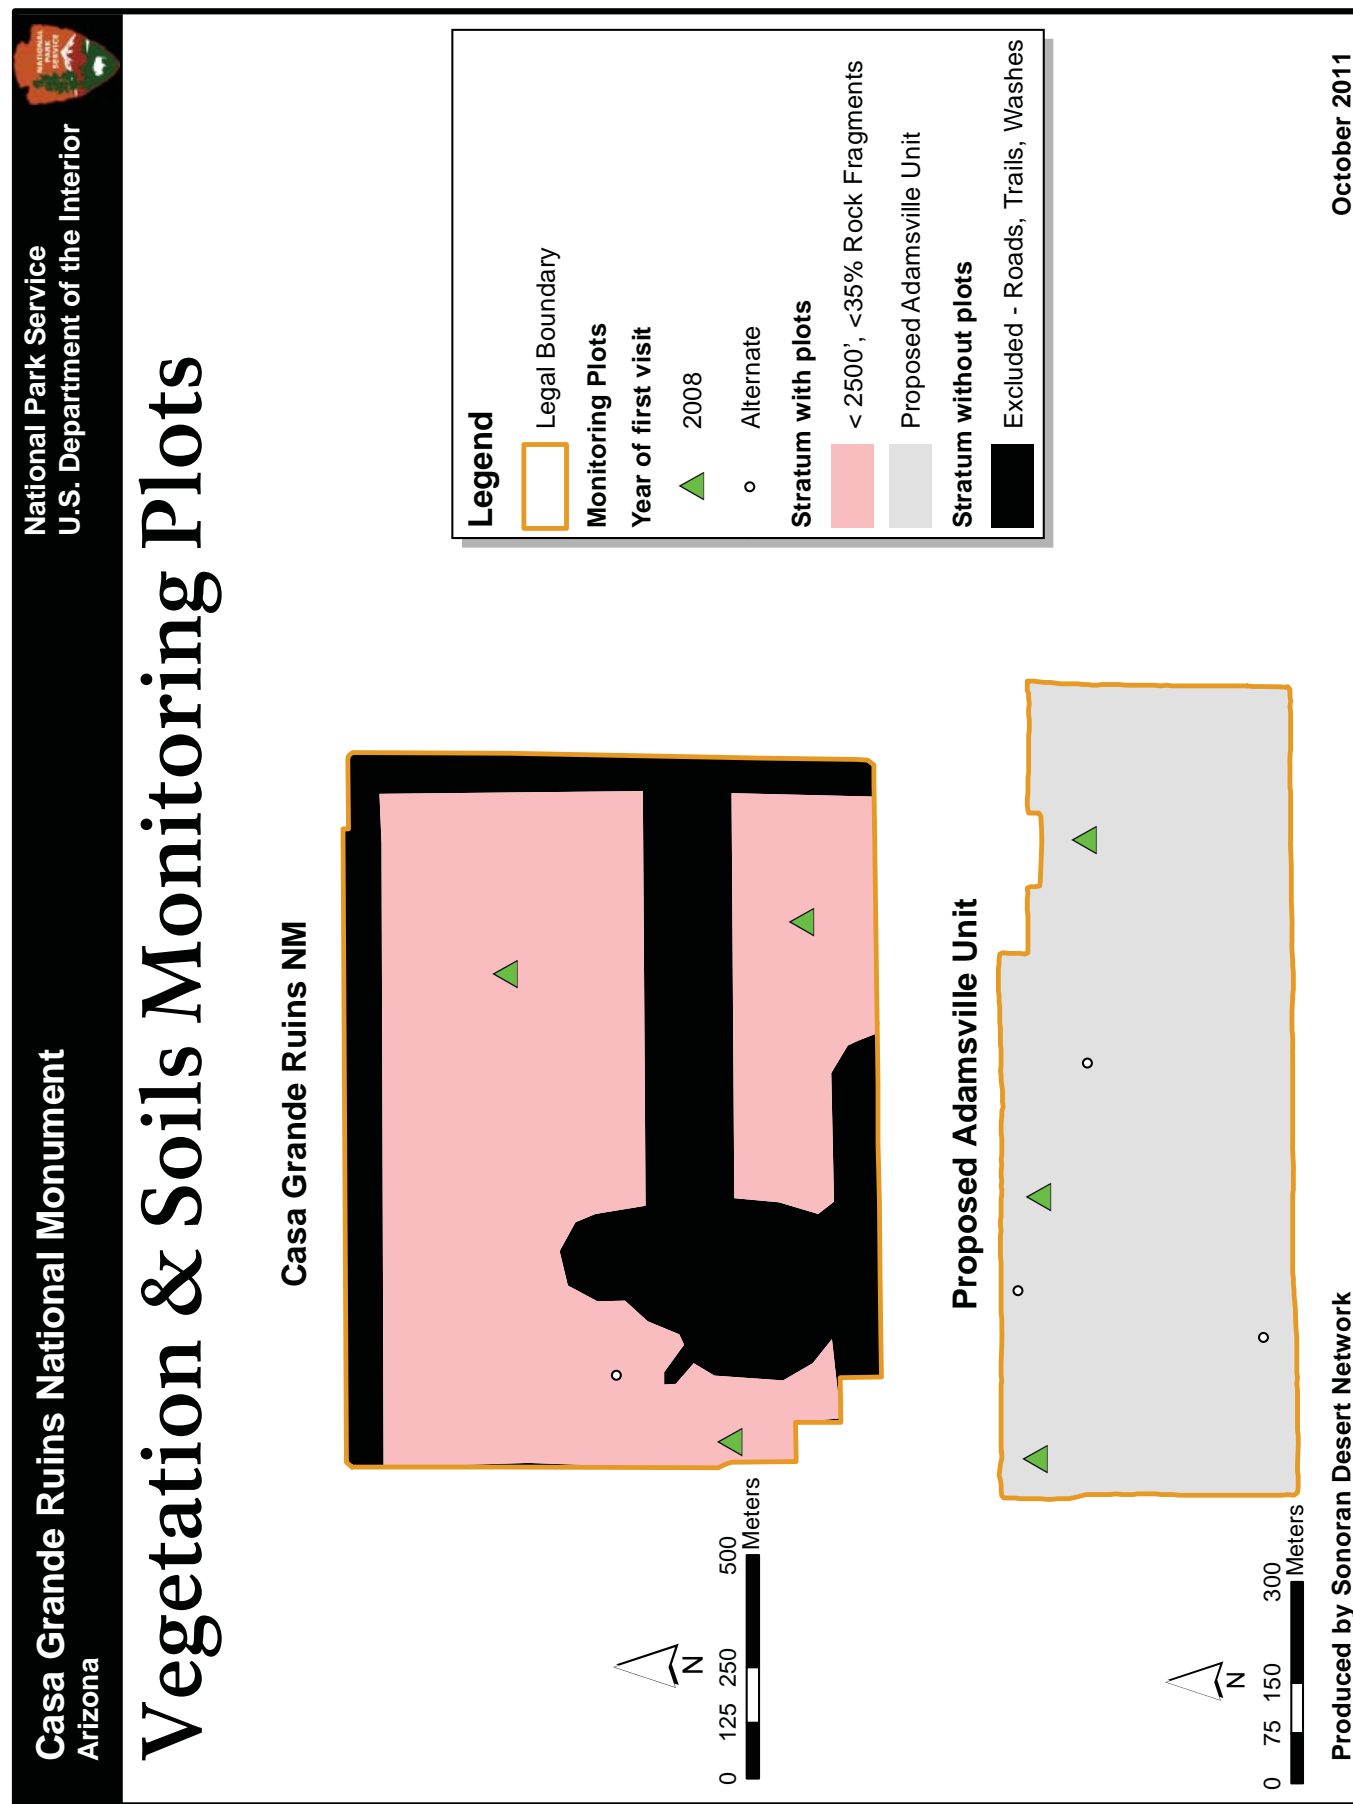 Casa Grande Ruins National Monument
Arizona
National Park Service
U.S. Department of the Interior
NATIONAL
PARK
SERVICE
Vegetation & Soils Monitoring Plots
Casa Grande Ruins NM
Legend
Legal Boundary
Monitoring Plots
Year of first visit
2008
Alternate
Stratum with plots
< 2500', <35% Rock Fragments
Proposed Adamsville Unit
Stratum without plots
Excluded - Roads, Trails, Washes
N
0 125 250 500
Meters
Proposed Adamsville Unit
N
0 75 150 300
Meters
Produced by Sonoran Desert Network
October 2011